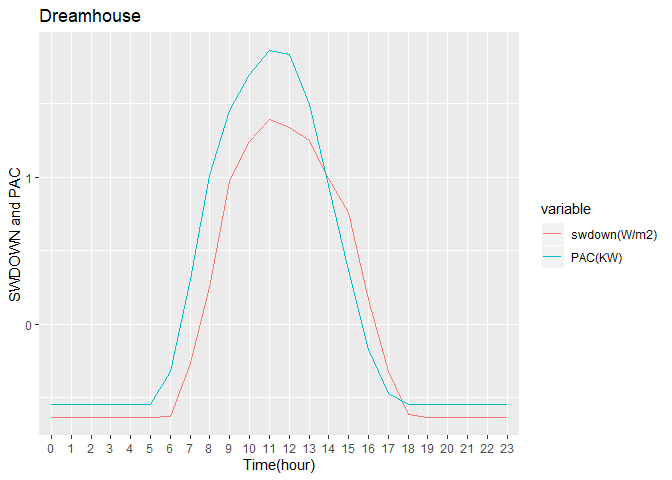 Dreamhouse
SWDOWN and PAC
1
0
0 1 2 3 4 5 6 7 8 9 10 11 12 13 14 15 16 17 18 19 20 21 22 23
Time(hour)
variable
swdown(W/m2)
PAC(KW)